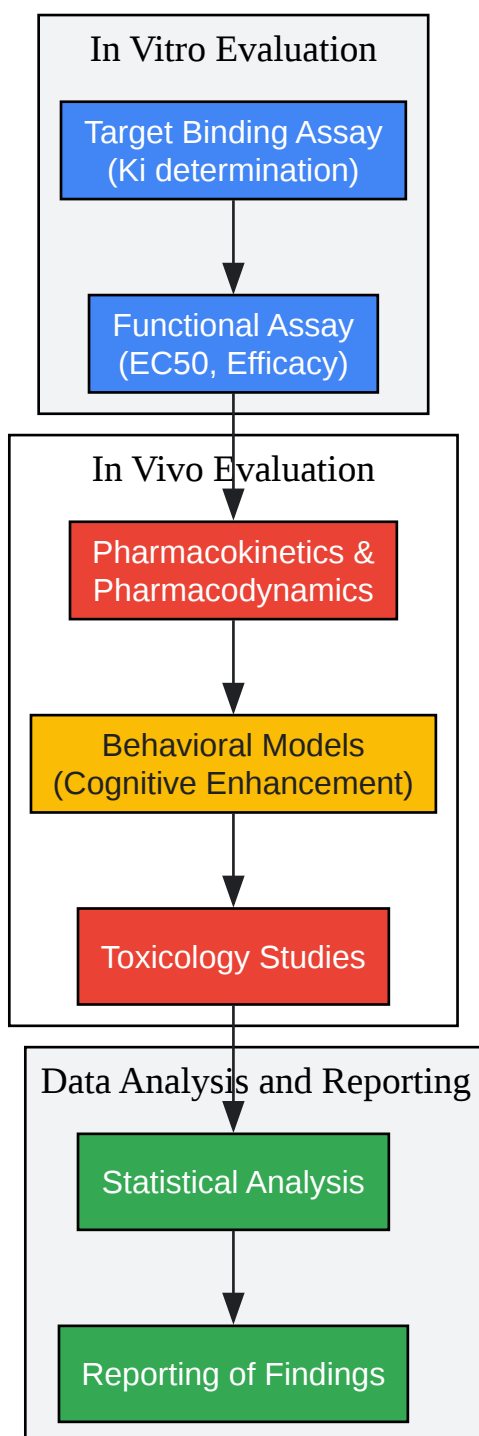 In Vitro Evaluation
Target Binding Assay
(Ki determination)
Functional Assay
(EC50, Efficacy)
In Vivo Evaluation
Pharmacokinetics &
Pharmacodynamics
Behavioral Models
(Cognitive Enhancement)
Toxicology Studies
Data Analysis and Reporting
Statistical Analysis
Reporting of Findings